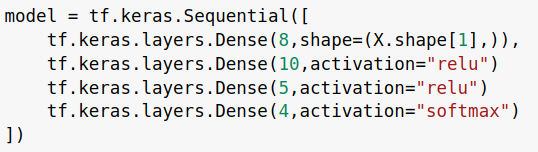 model = tf.keras.Sequential([
    tf.keras.layers.Dense(8,shape=(X.shape[1],)),
    tf.keras.layers.Dense(10,activation="relu")
    tf.keras.layers.Dense(5,activation="relu")
    tf.keras.layers.Dense(4,activation="softmax")
])